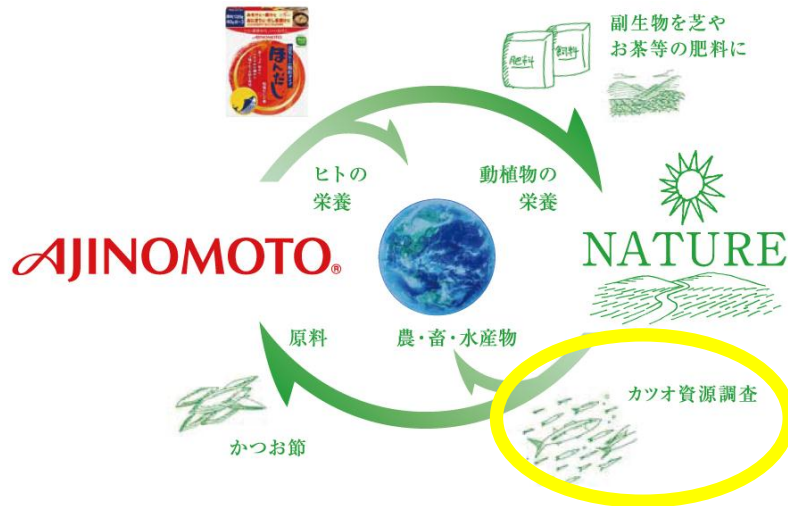 AJINOMOTO
ほんだし
肥料
飼料
副生物を芝や
お茶等の肥料に
ヒトの
栄養
動植物の
栄養
AJINOMOTO®
NATURE
原料
農・畜・水産物
カツオ資源調査
かつお節